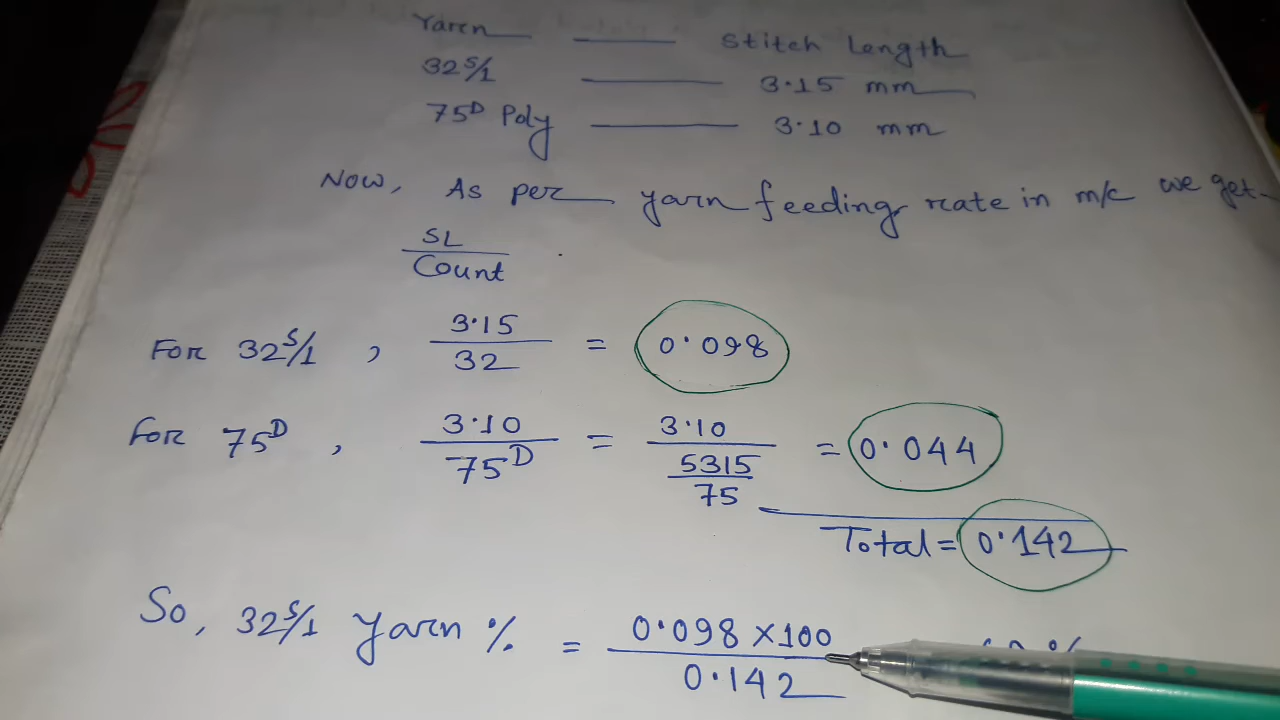 Yarn — Stitch Length
32S/1 — 3.15 mm
75D Poly — 3.10 mm
Now, As per yarn feeding rate in m/c we get-
SL
Count
For 32S/1, 3.15/32 = 0.098
For 75D, 3.10/75D = 3.10/(5315/75) = 0.044
Total = 0.142
So, 32S/1 yarn % = 0.098 X 100/0.142